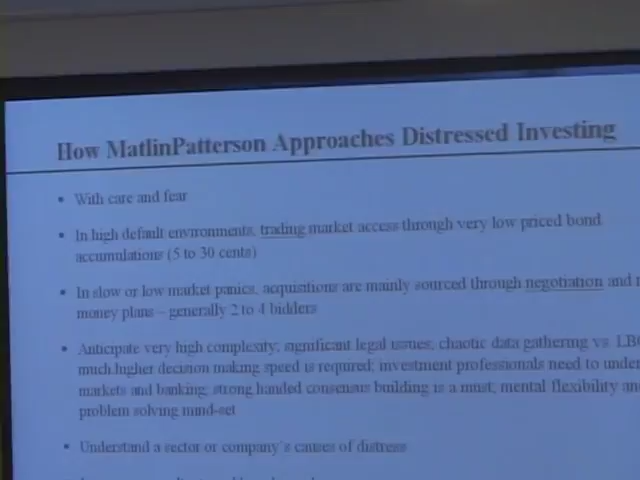 How MatlinPatterson Approaches Distressed Investing
• With care and fear
• In high default environments, trading market access through very low priced bond
accumulations (5 to 30 cents)
• In slow or low market panics, acquisitions are mainly sourced through negotiation and
money plans – generally 2 to 4 bidders
• Anticipate very high complexity; significant legal issues; chaotic data gathering vs. LB
much higher decision making speed is required; investment professionals need to under
markets and banking; strong handed consensus building is a must; mental flexibility an
problem solving mind-set
• Understand a sector or company's causes of distress